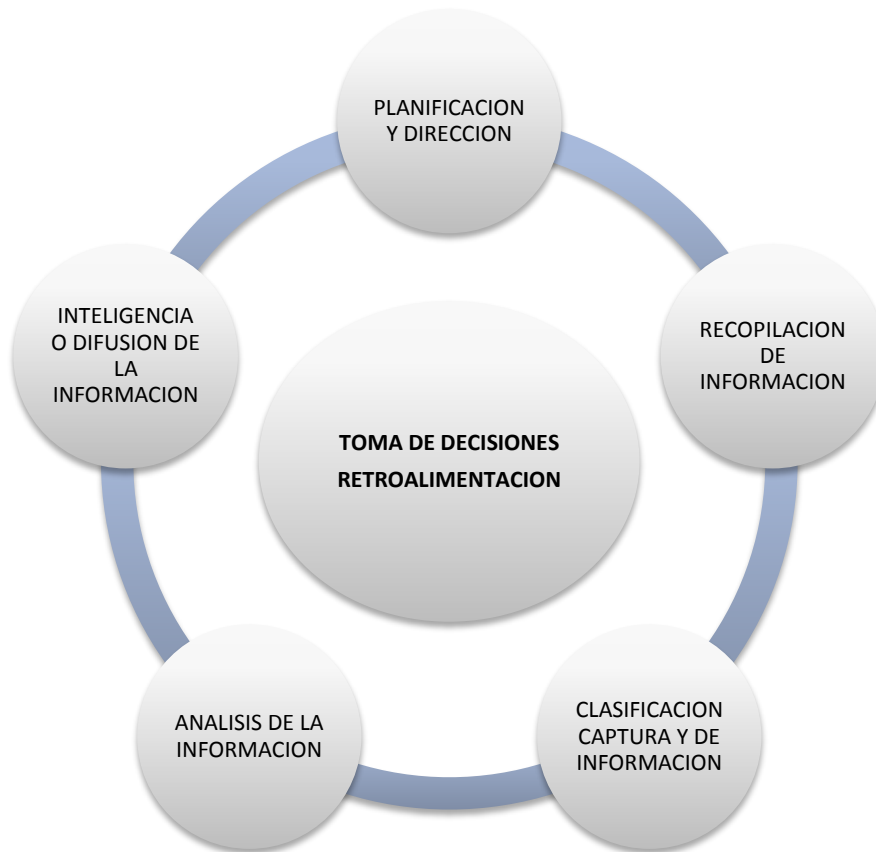 PLANIFICACION
Y DIRECCION
RECOPILACION
DE
INFORMACION
CLASIFICACION
CAPTURA Y DE
INFORMACION
ANALISIS DE LA
INFORMACION
INTELIGENCIA
O DIFUSION DE
LA
INFORMACION
TOMA DE DECISIONES
RETROALIMENTACION